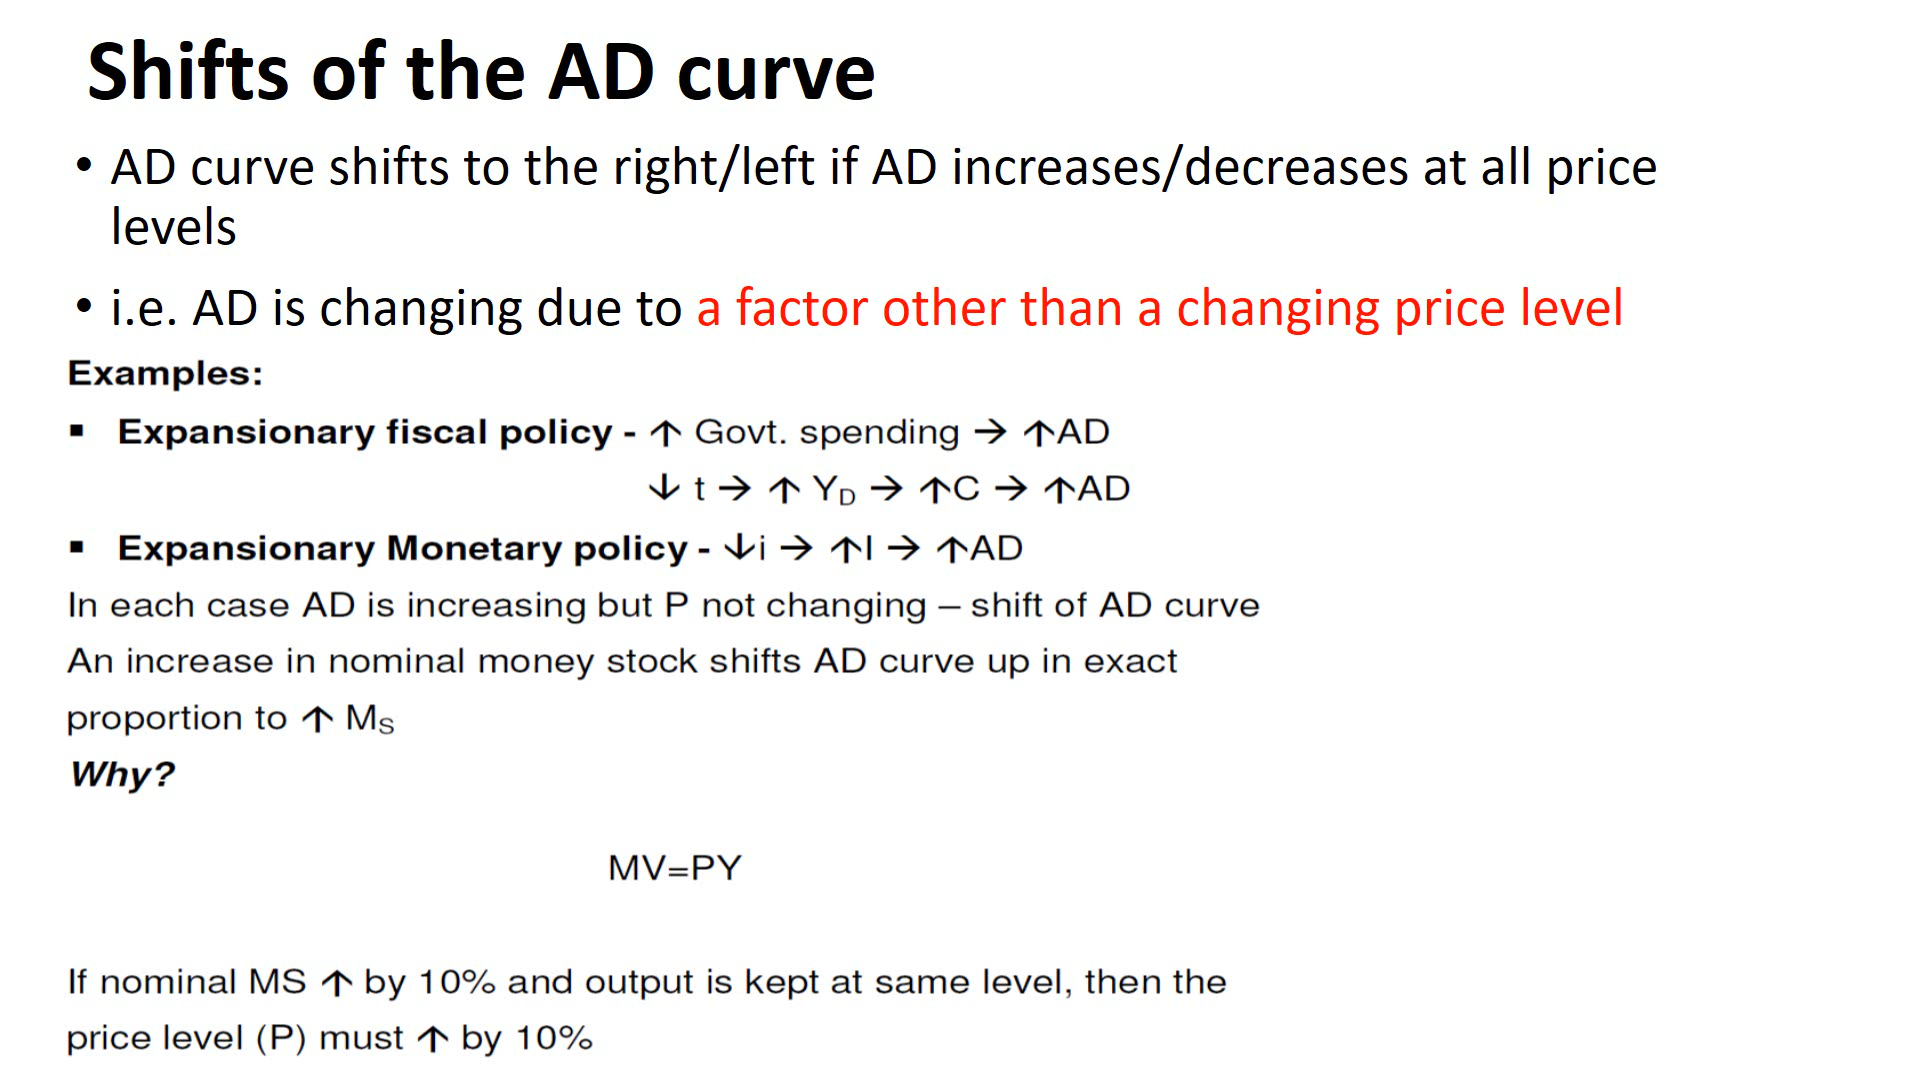 Shifts of the AD curve
• AD curve shifts to the right/left if AD increases/decreases at all price
levels
• i.e. AD is changing due to a factor other than a changing price level
Examples:
▪ Expansionary fiscal policy - ↑ Govt. spending → ↑AD
↓ t → ↑ Y_D → ↑C → ↑AD
▪ Expansionary Monetary policy - ↓i → ↑I → ↑AD
In each case AD is increasing but P not changing – shift of AD curve
An increase in nominal money stock shifts AD curve up in exact
proportion to ↑ M_S
Why?
MV=PY
If nominal MS ↑ by 10% and output is kept at same level, then the
price level (P) must ↑ by 10%